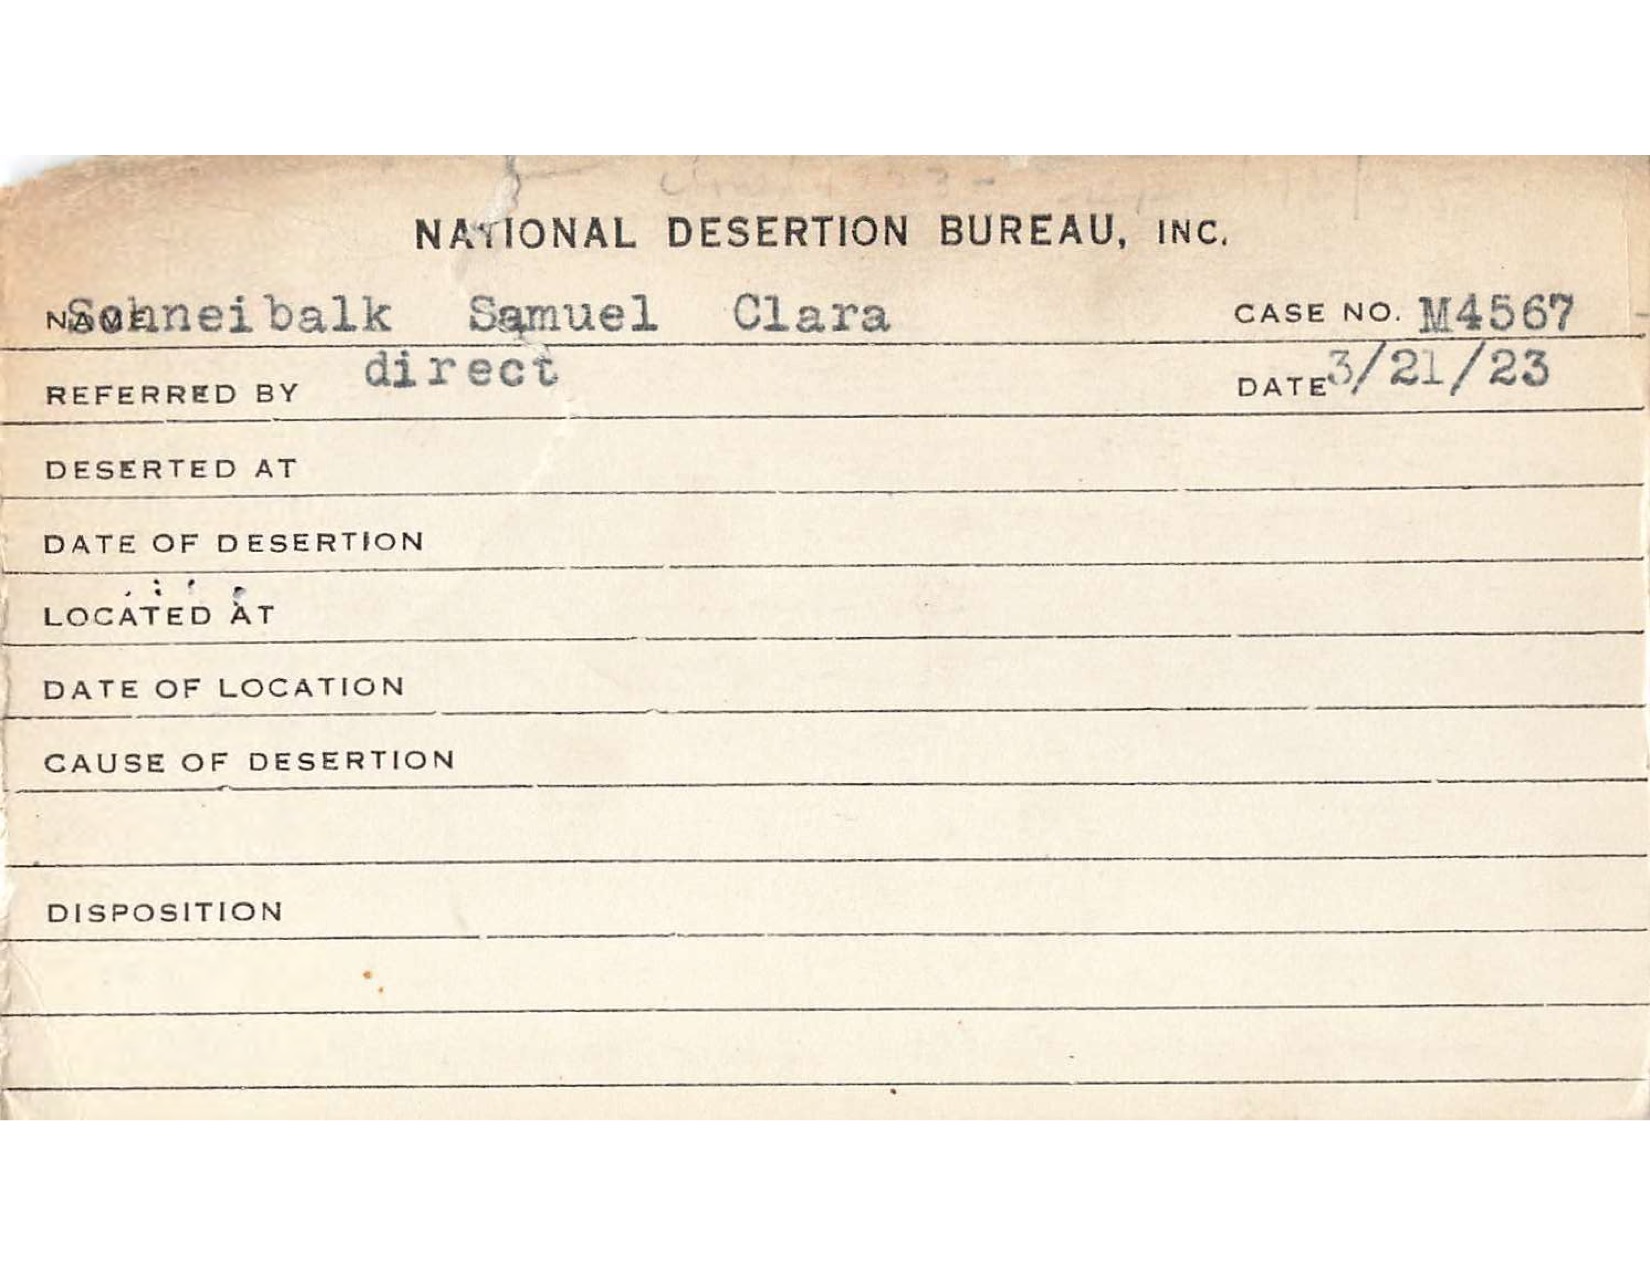 NATIONAL DESERTION BUREAU, INC.
NAME Schneibalk Samuel Clara CASE NO. M4567
REFERRED BY direct DATE 3/21/23
DESERTED AT
DATE OF DESERTION
LOCATED AT
DATE OF LOCATION
CAUSE OF DESERTION
DISPOSITION